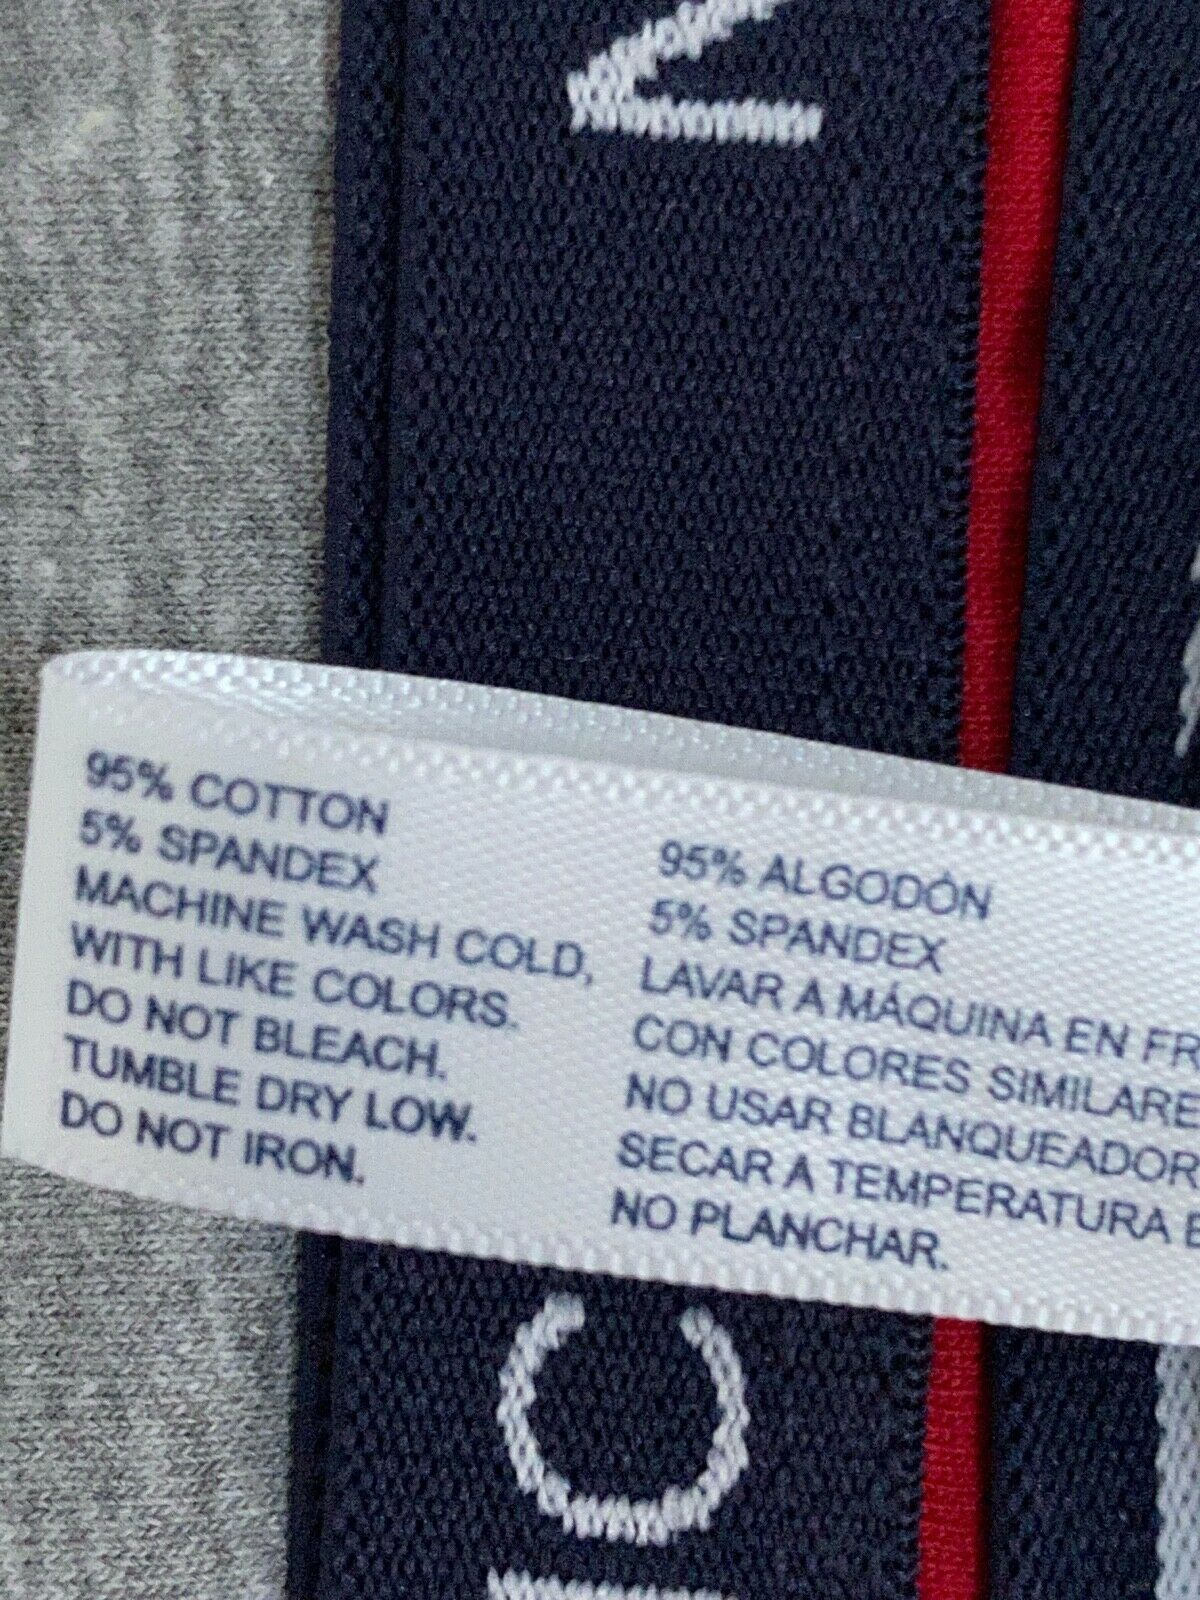 95% COTTON
5% SPANDEX
MACHINE WASH COLD,
WITH LIKE COLORS.
DO NOT BLEACH.
TUMBLE DRY LOW.
DO NOT IRON.
95% ALGODÓN
5% SPANDEX
LAVAR A MÁQUINA EN
CON COLORES
NO USAR BLANQUEADOR
SECAR A TEMPERATURA
NO PLANCHAR.
C